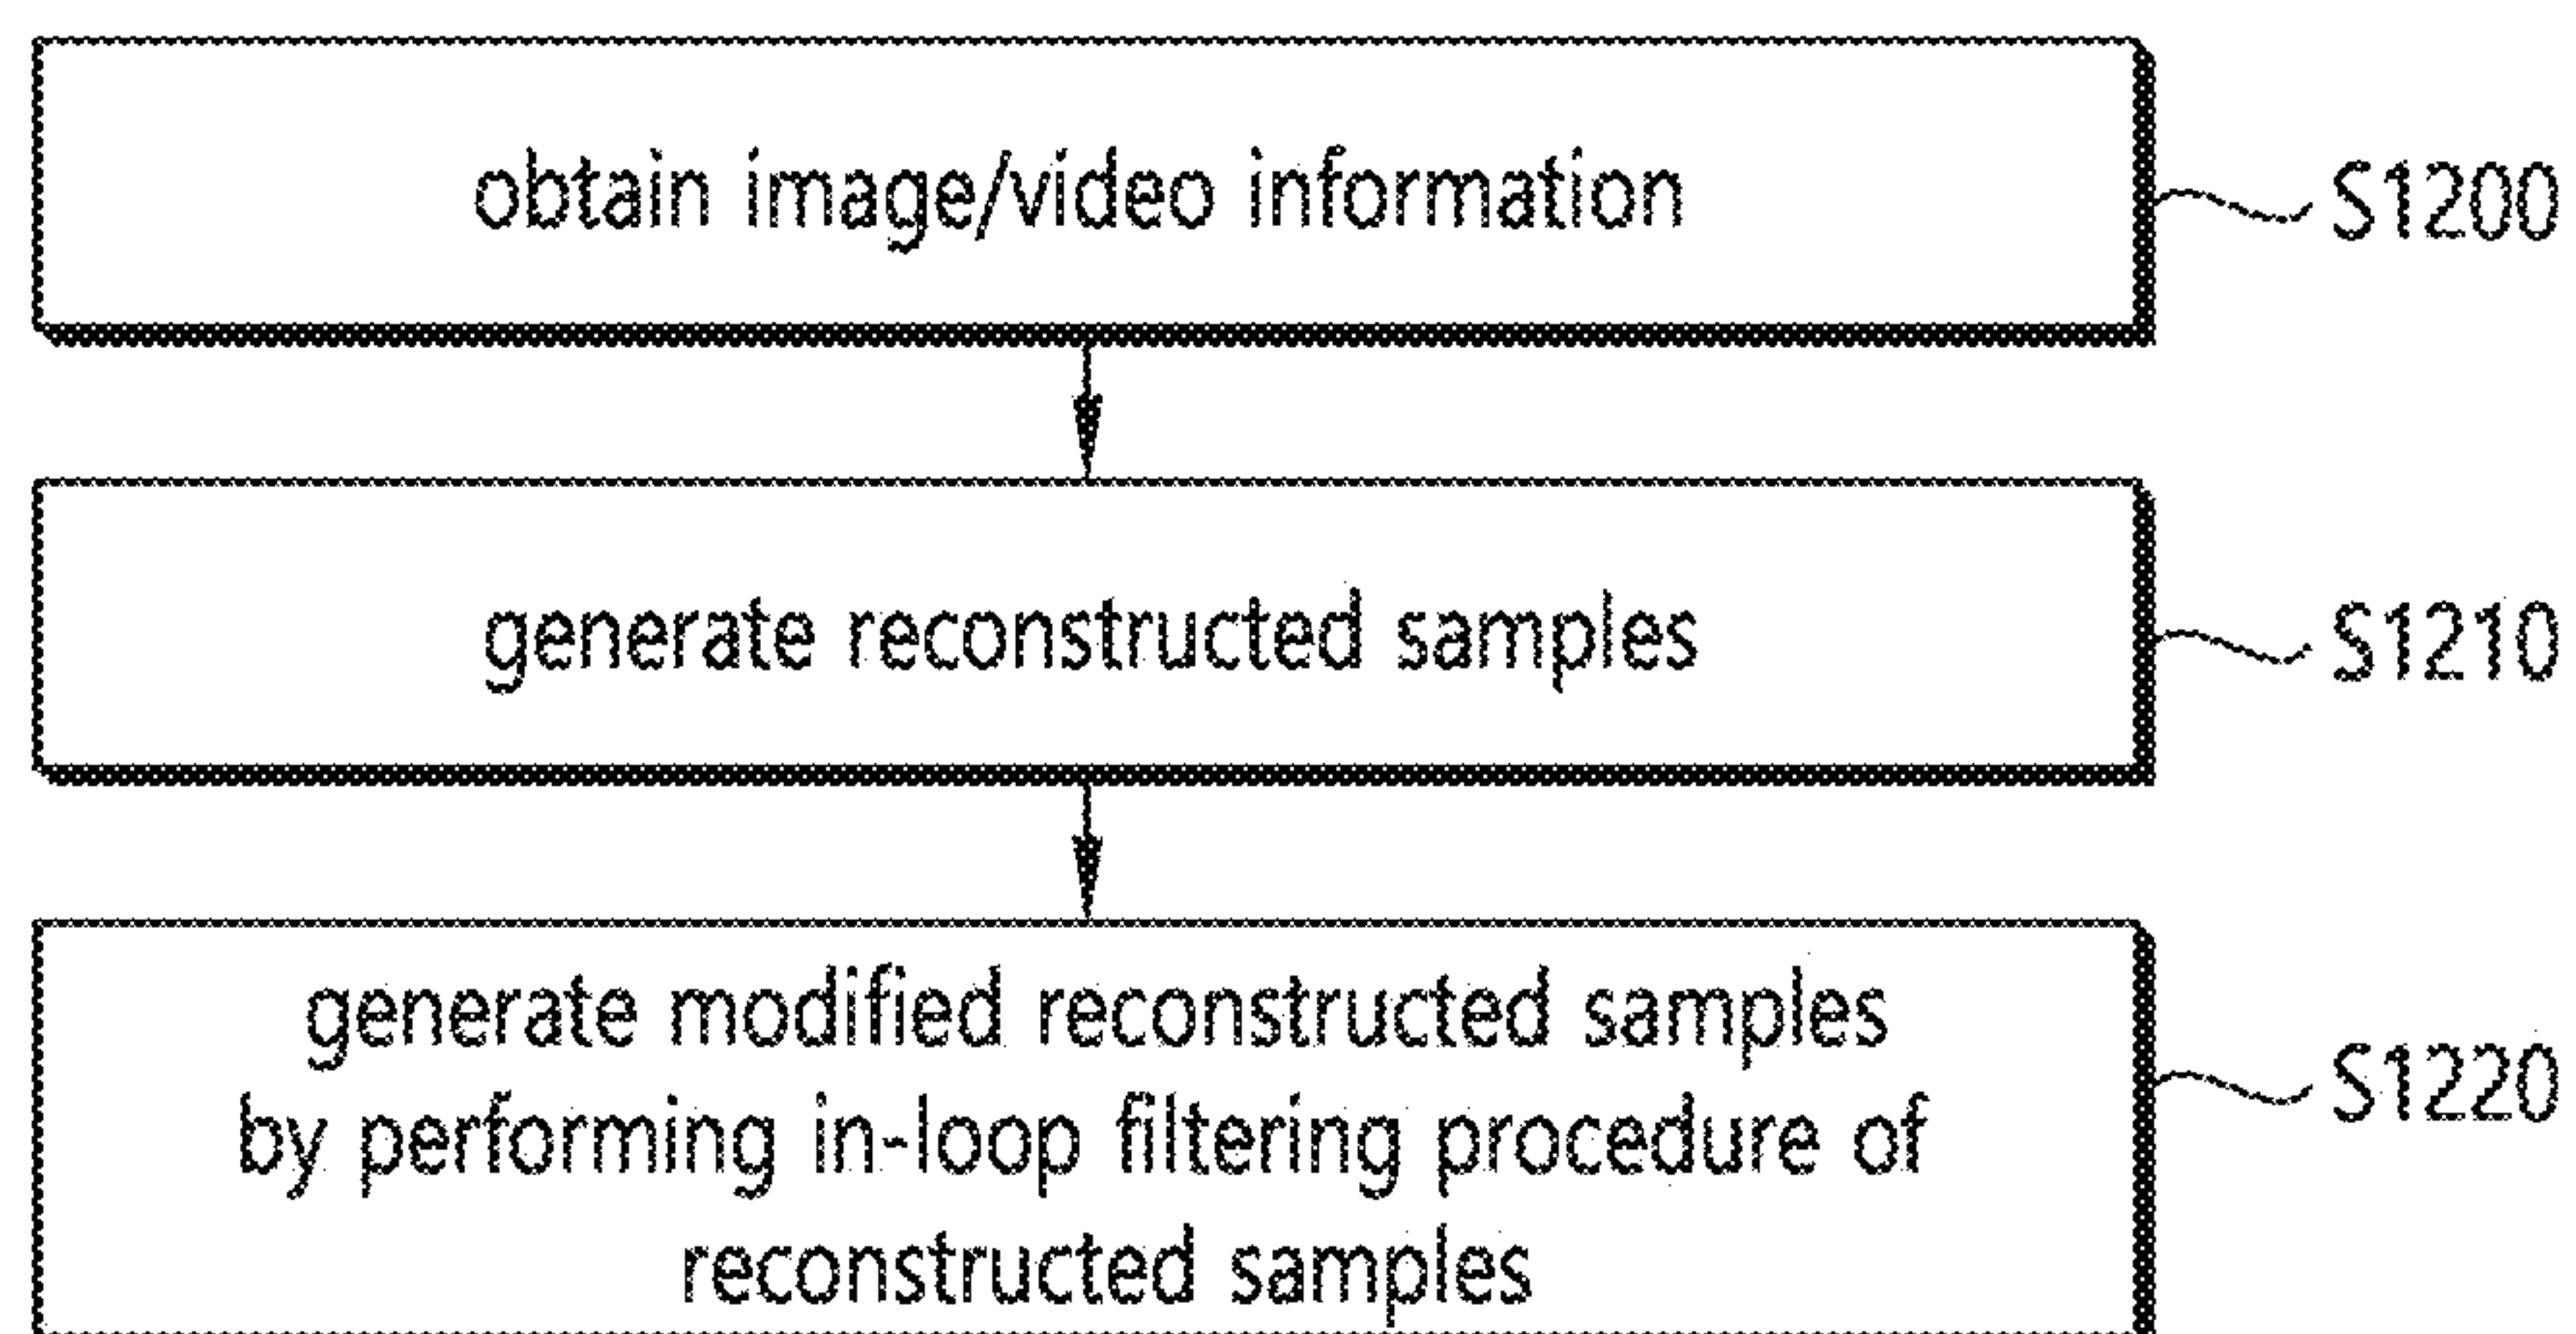 obtain image/video information
S1200
generate reconstructed samples
S1210
generate modified reconstructed samples
by performing in-loop filtering procedure of
reconstructed samples
S1220